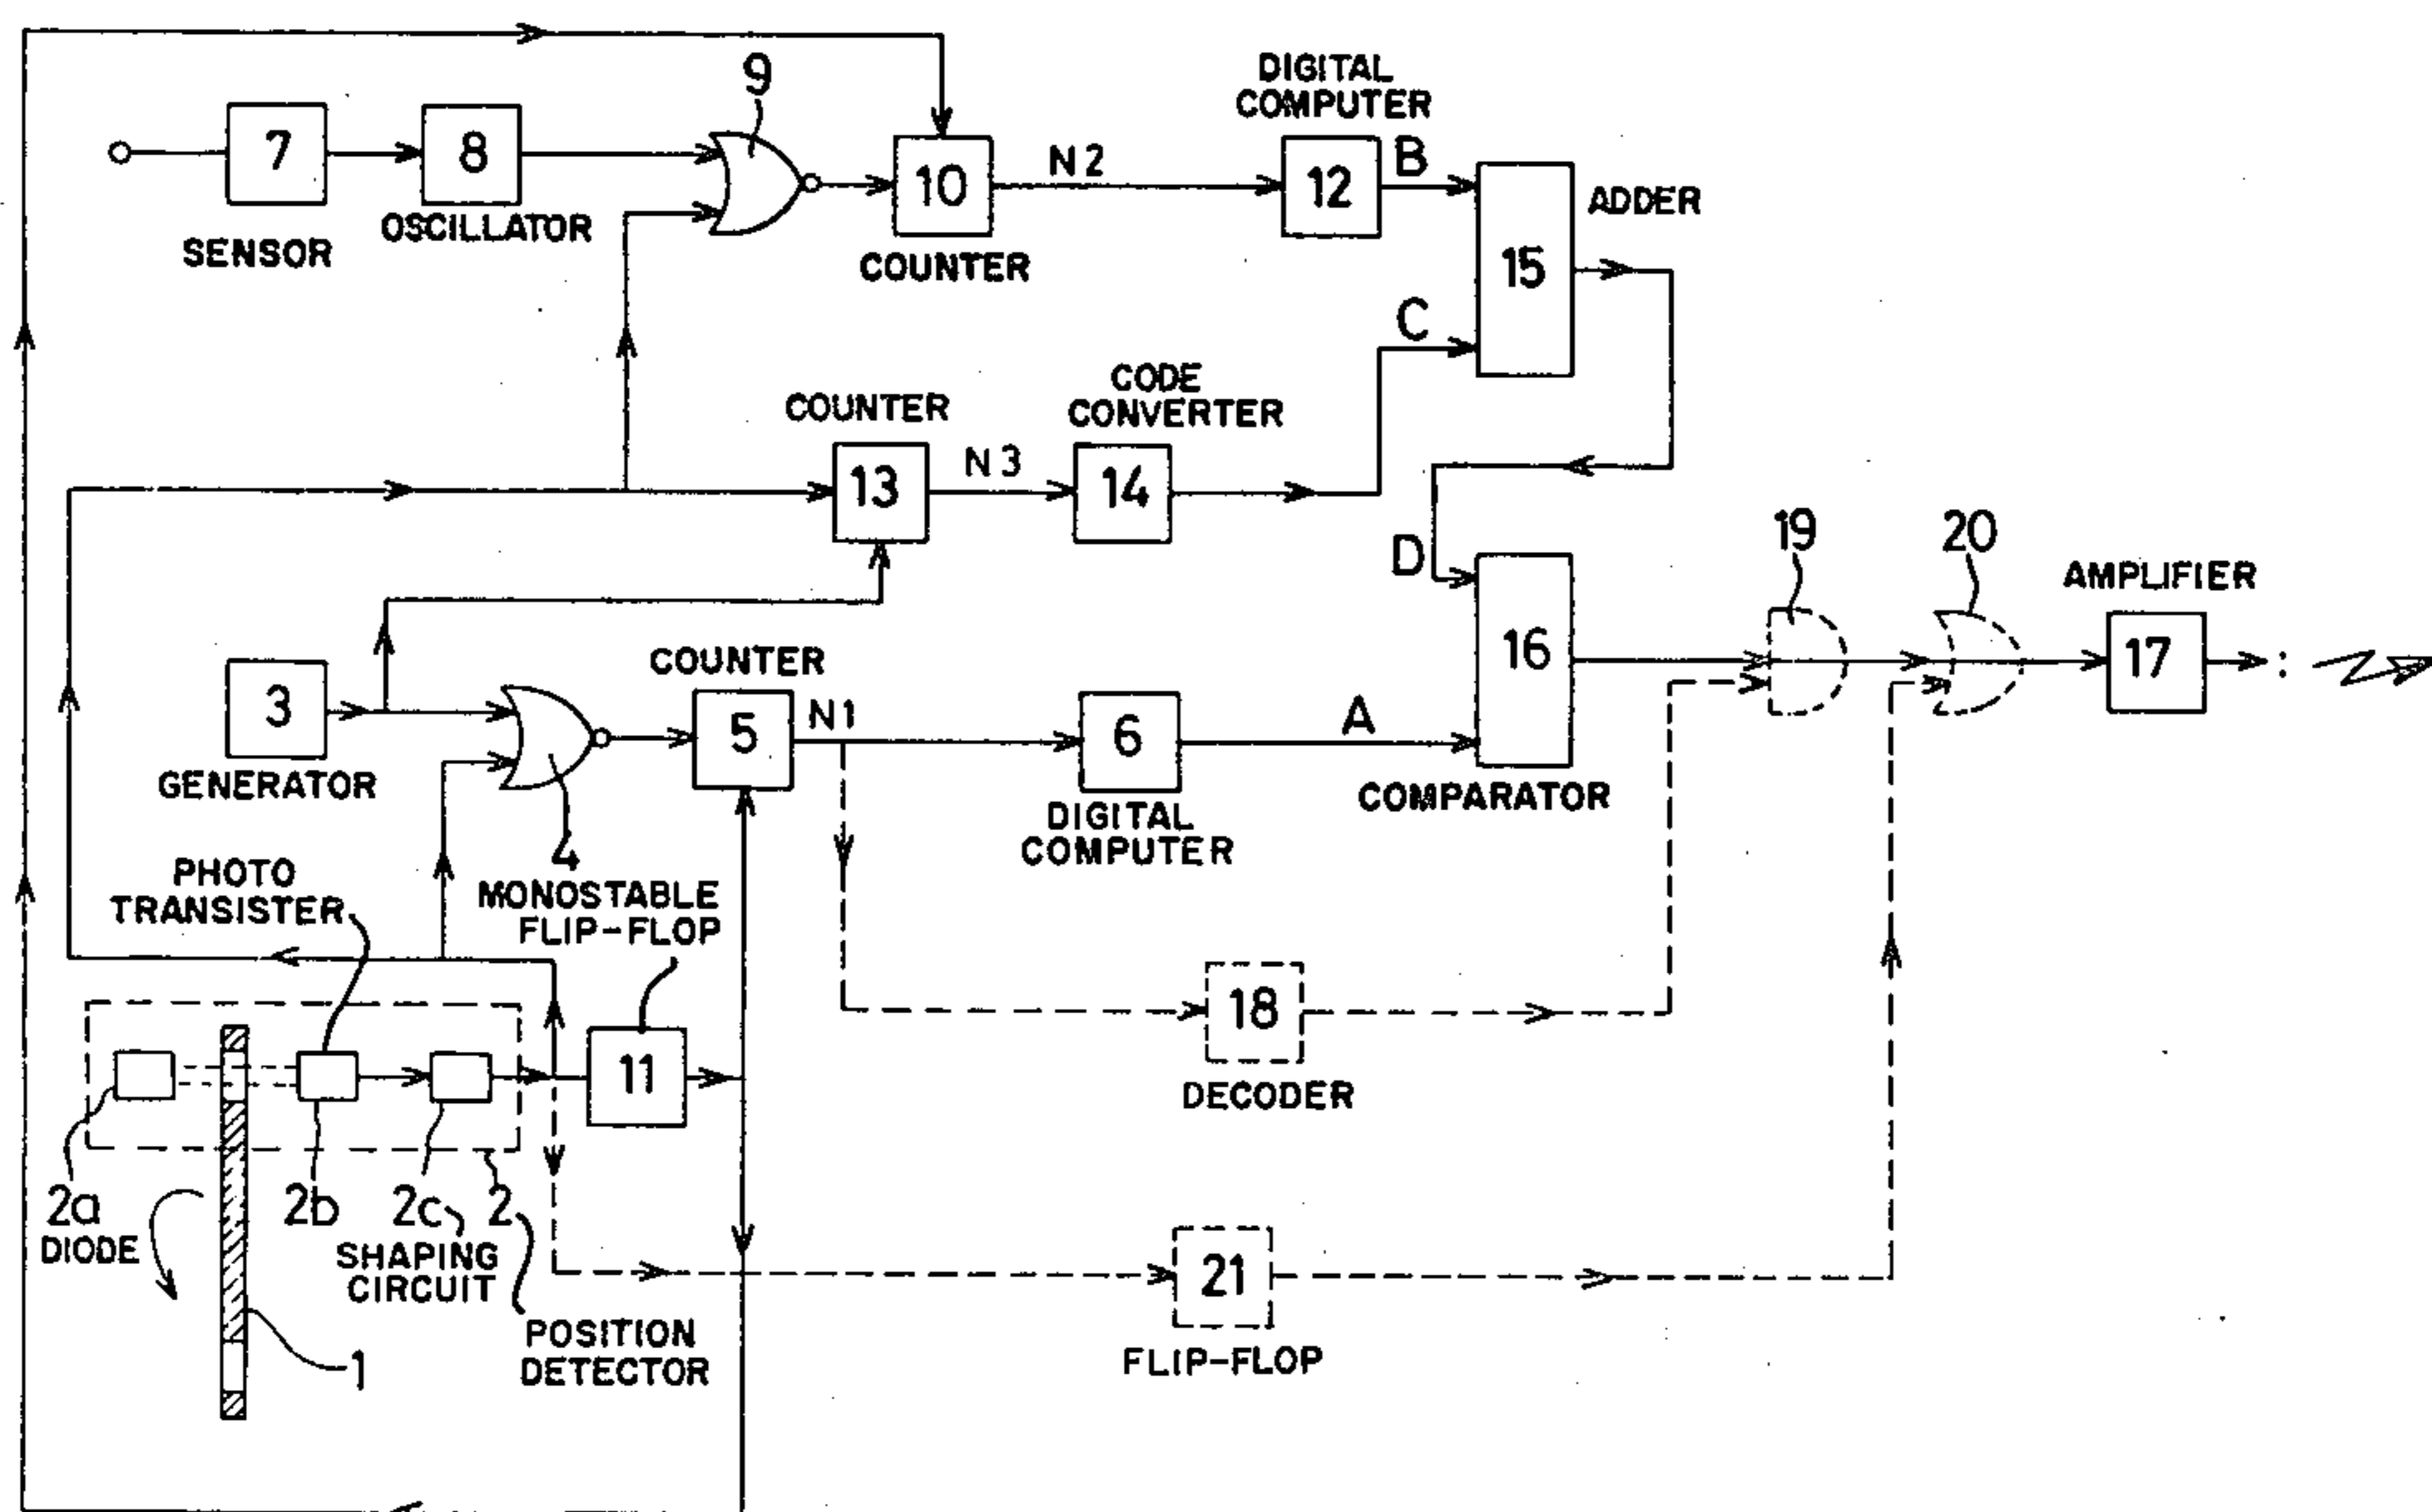 9
DIGITAL
COMPUTER
7
8
10
N2
12
B
ADDER
SENSOR
OSCILLATOR
COUNTER
15
C
COUNTER
CODE
CONVERTER
13
N3
14
D
19
20
AMPLIFIER
3
COUNTER
5
N1
6
A
16
17
:
GENERATOR
4
DIGITAL
COMPUTER
COMPARATOR
PHOTO
TRANSISTER
MONOSTABLE
FLIP-FLOP
11
18
DECODER
2a
DIODE
2b
2c
SHAPING
CIRCUIT
2
POSITION
DETECTOR
1
21
FLIP-FLOP